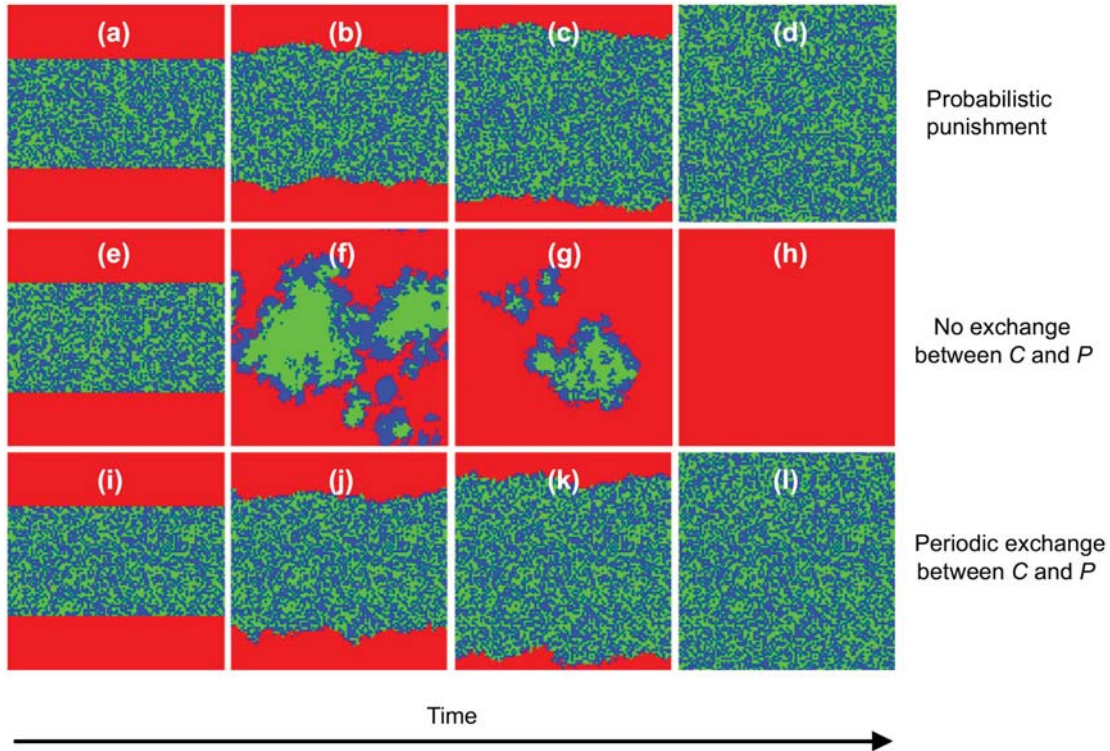 (a) (b) (c) (d)
Probabilistic
punishment
(e) (f) (g) (h)
No exchange
between C and P
(i) (j) (k) (l)
Periodic exchange
between C and P
Time